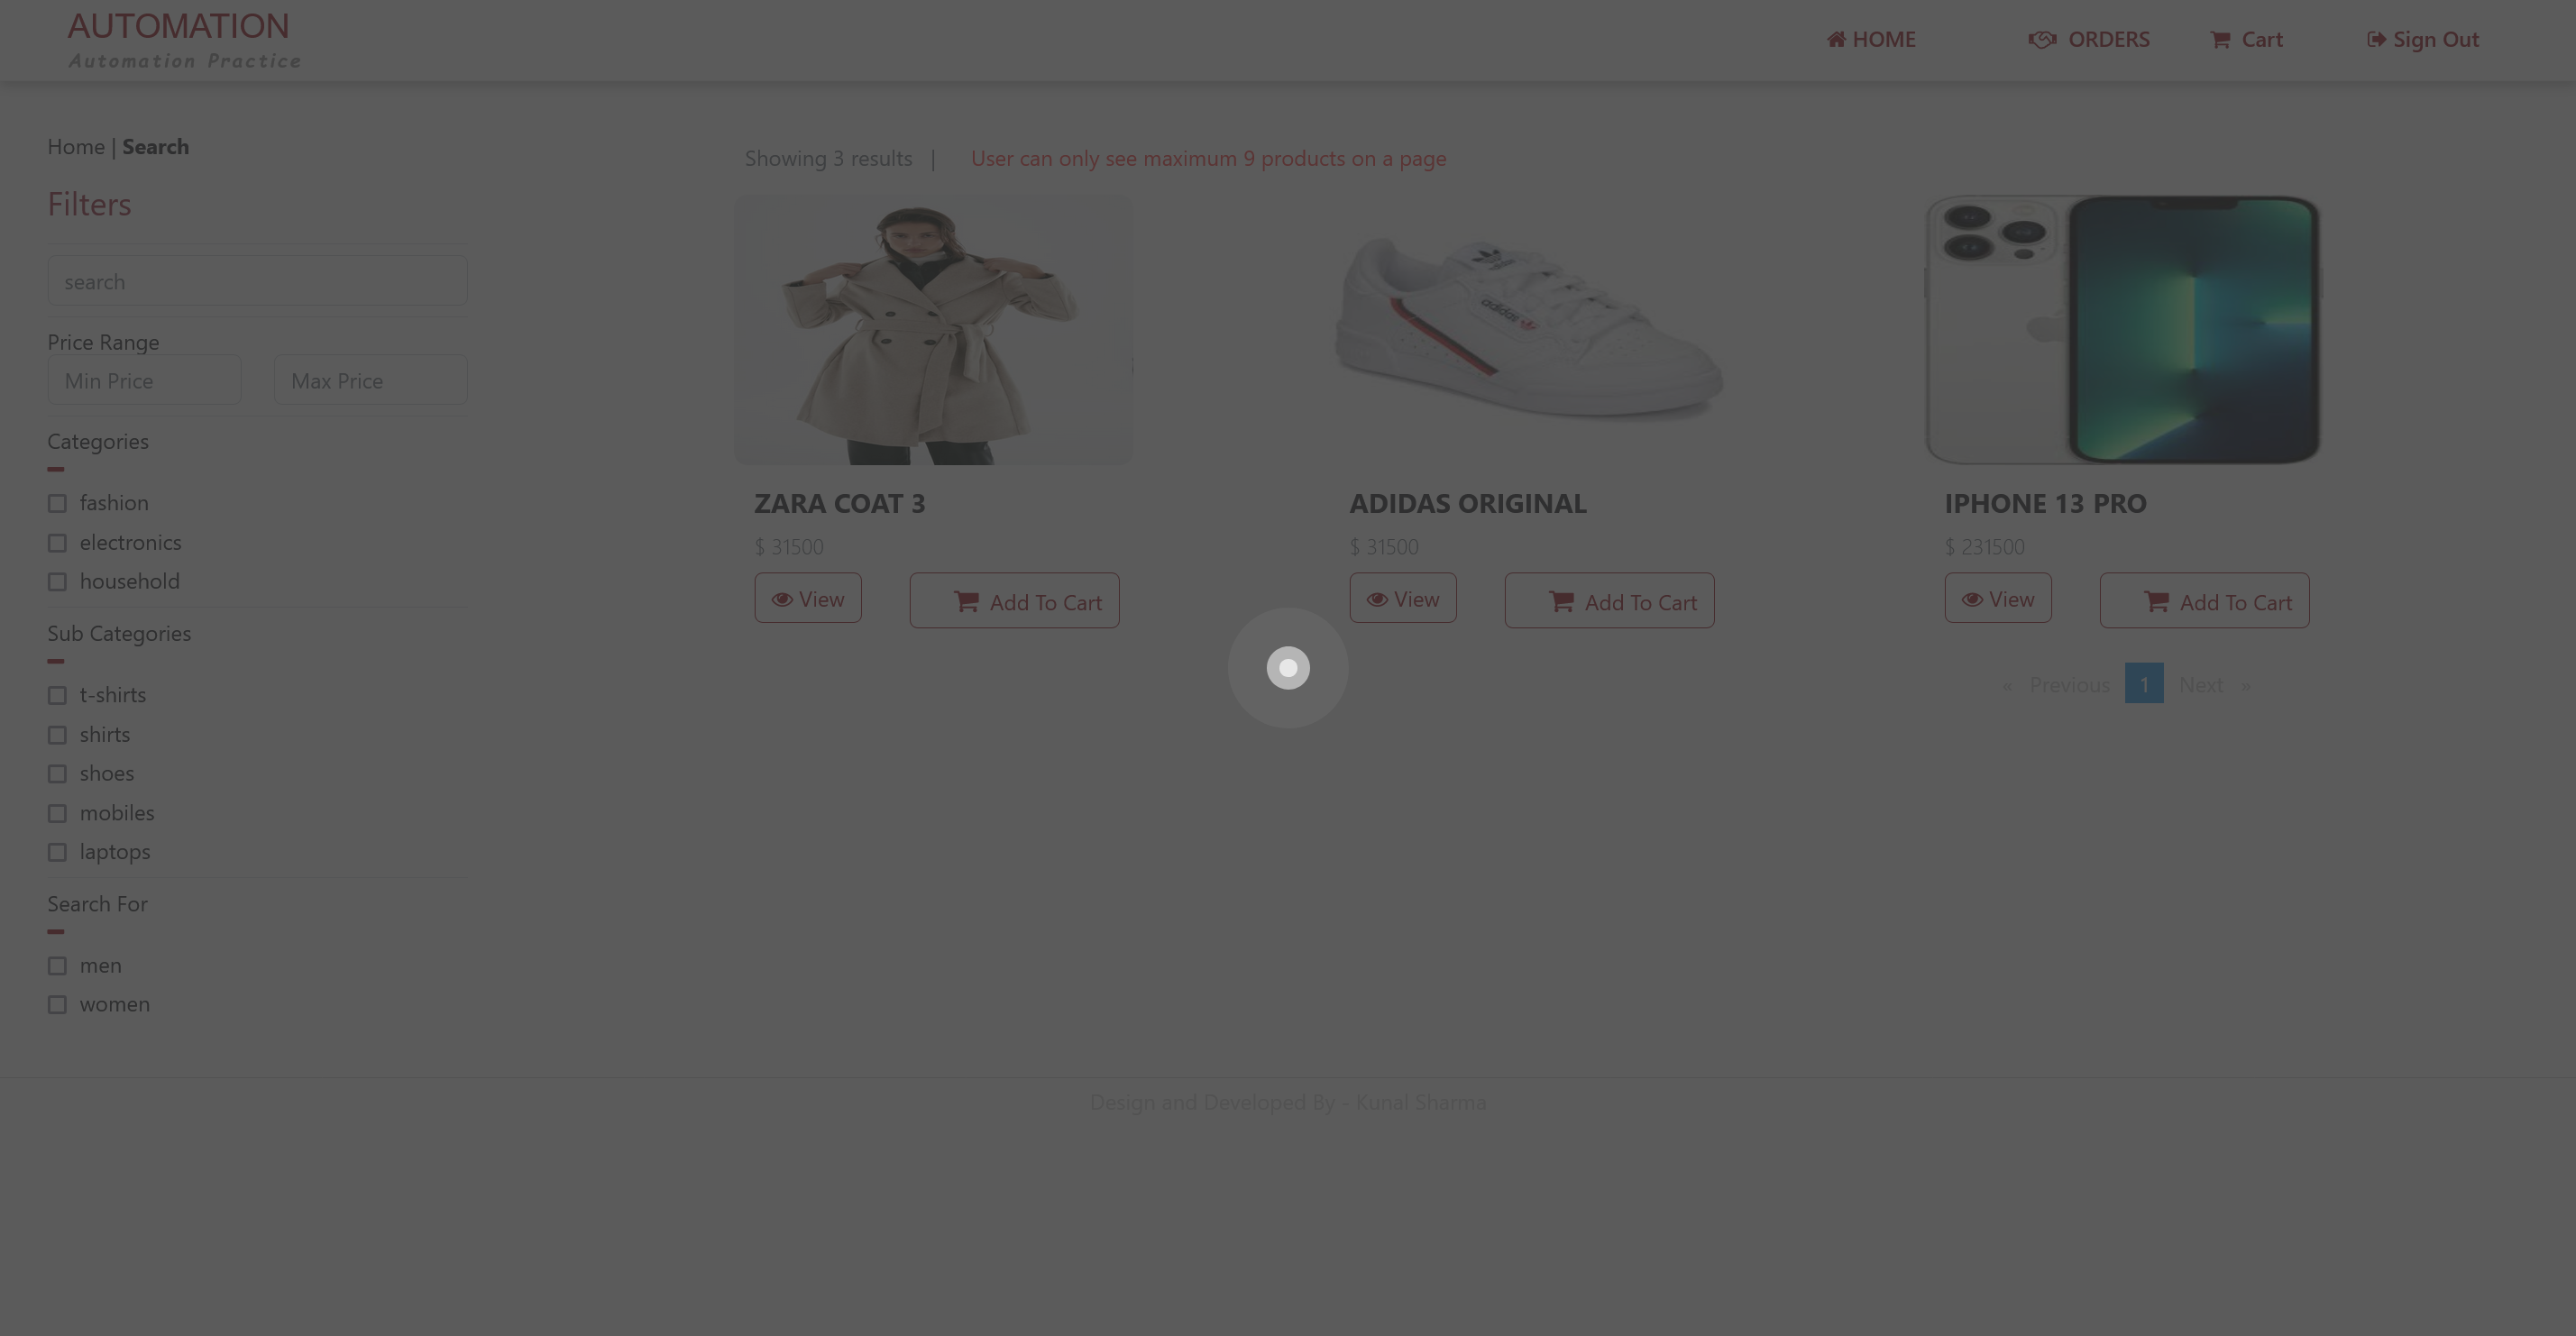 AUTOMATION
Automation Practice
HOME
ORDERS
Cart
Sign Out
Home | Search
Showing 3 results |
User can only see maximum 9 products on a page
Filters
search
Price Range
Min Price
Max Price
Categories
fashion
electronics
household
Sub Categories
t-shirts
shirts
shoes
mobiles
laptops
Search For
men
women
adidas
ZARA COAT 3
$ 31500
View
Add To Cart
ADIDAS ORIGINAL
$ 31500
View
Add To Cart
IPHONE 13 PRO
$ 231500
View
Add To Cart
« Previous 1 Next »
Design and Developed By - Kunal Sharma